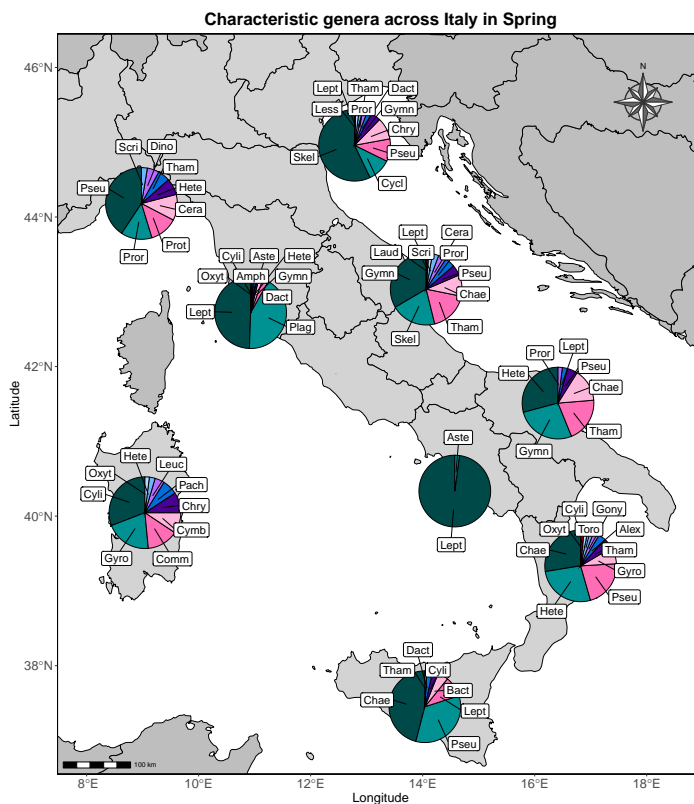 Characteristic genera across Italy in Spring
N
46°N
44°N
42°N
40°N
38°N
Latitude
Lept
Tham
Dact
Less
Pror
Gymn
Chry
Skel
Pseu
Cycl
Scri
Dino
Tham
Pseu
Hete
Cera
Prot
Pror
Lept
Cera
Laud
Scri
Pror
Gymn
Pseu
Chae
Tham
Skel
Cyli
Aste
Hete
Oxyt
Amph
Gymn
Dact
Lept
Plag
Pror
Lept
Pseu
Hete
Chae
Tham
Gymn
Aste
Lept
Hete
Leuc
Oxyt
Pach
Cyli
Chry
Cymb
Gyro
Comm
Cyli
Gony
Oxyt
Toro
Alex
Chae
Tham
Gyro
Pseu
Hete
Dact
Tham
Cyli
Chae
Bact
Lept
Pseu
100 km
8°E
10°E
12°E
14°E
16°E
18°E
Longitude